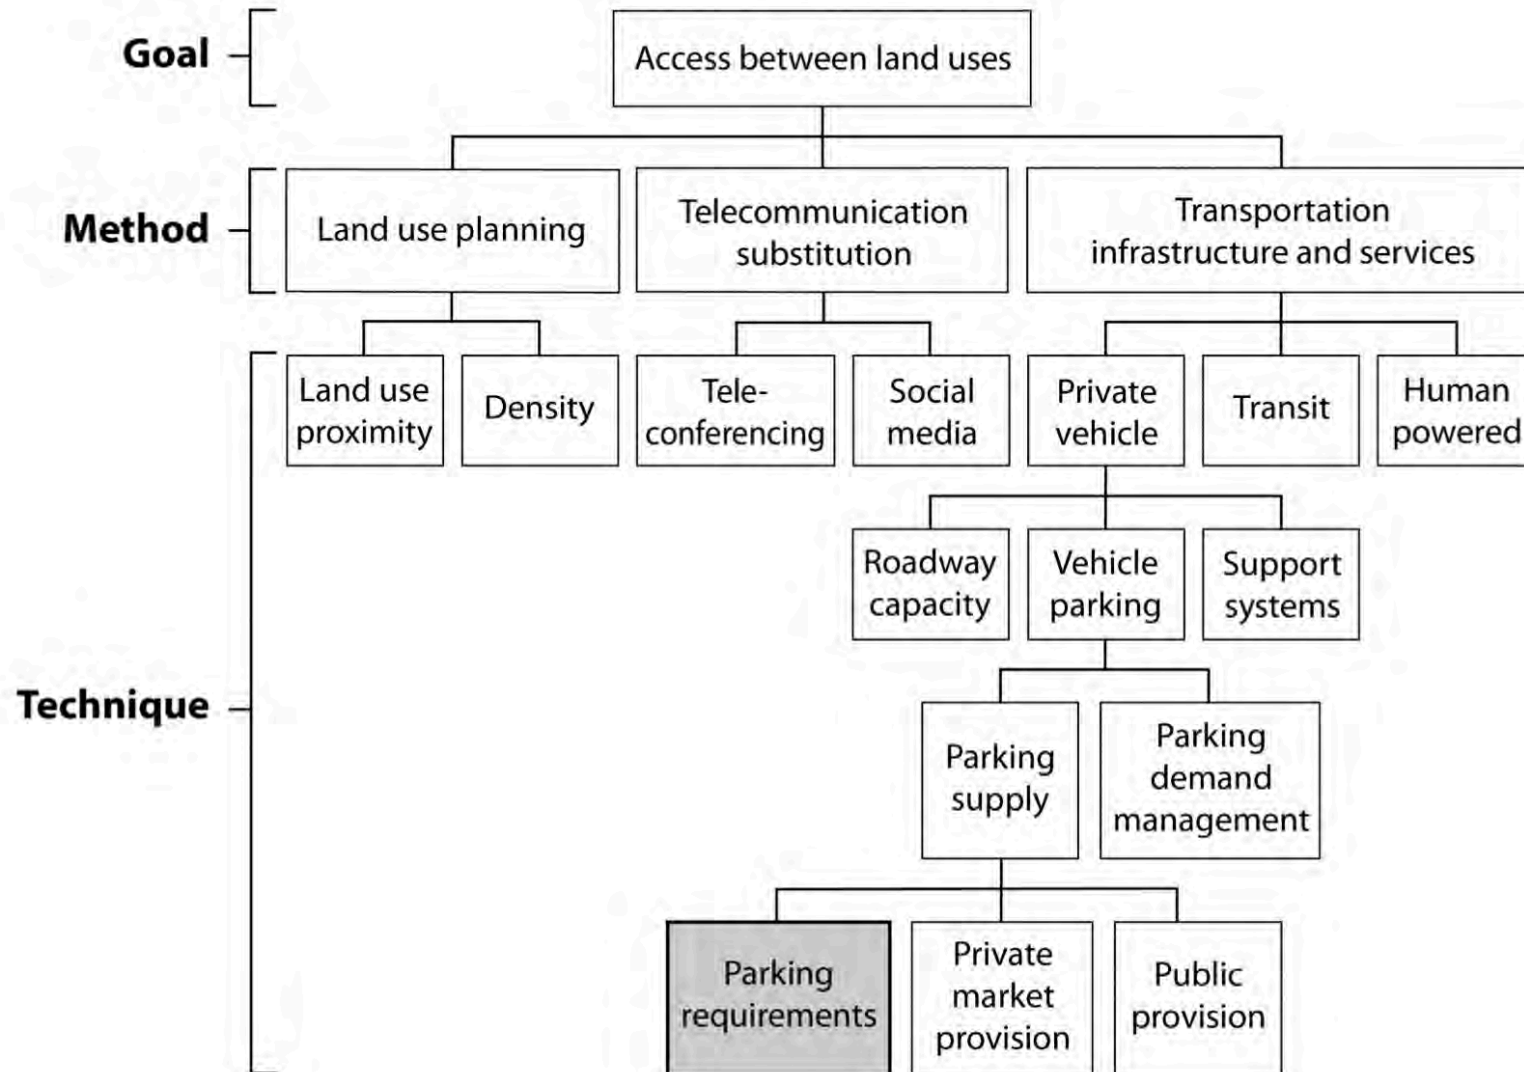 Goal
Access between land uses
Method
Land use planning
Telecommunication
substitution
Transportation
infrastructure and services
Technique
Land use
proximity
Density
Tele-
conferencing
Social
media
Private
vehicle
Transit
Human
powered
Roadway
capacity
Vehicle
parking
Support
systems
Parking
supply
Parking
demand
management
Parking
requirements
Private
market
provision
Public
provision